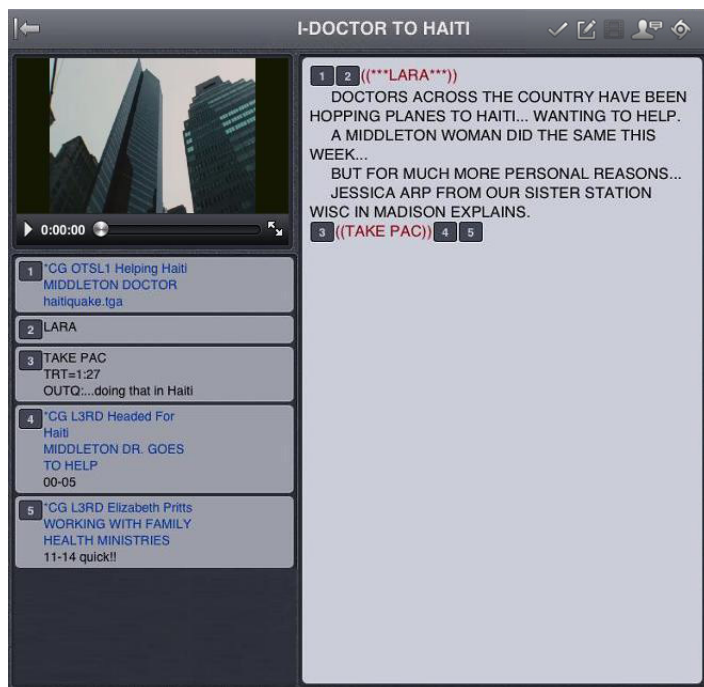 I-DOCTOR TO HAITI
0:00:00
1 *CG OTSL1 Helping Haiti
MIDDLETON DOCTOR
haitiquake.tga
2 LARA
3 TAKE PAC
TRT=1:27
OUTQ:...doing that in Haiti
4 *CG L3RD Headed For
Haiti
MIDDLETON DR. GOES
TO HELP
00-05
5 *CG L3RD Elizabeth Pritts
WORKING WITH FAMILY
HEALTH MINISTRIES
11-14 quick!!
1 2 ((***LARA***))
DOCTORS ACROSS THE COUNTRY HAVE BEEN
HOPPING PLANES TO HAITI... WANTING TO HELP.
A MIDDLETON WOMAN DID THE SAME THIS
WEEK...
BUT FOR MUCH MORE PERSONAL REASONS...
JESSICA ARP FROM OUR SISTER STATION
WISC IN MADISON EXPLAINS.
3 ((TAKE PAC)) 4 5